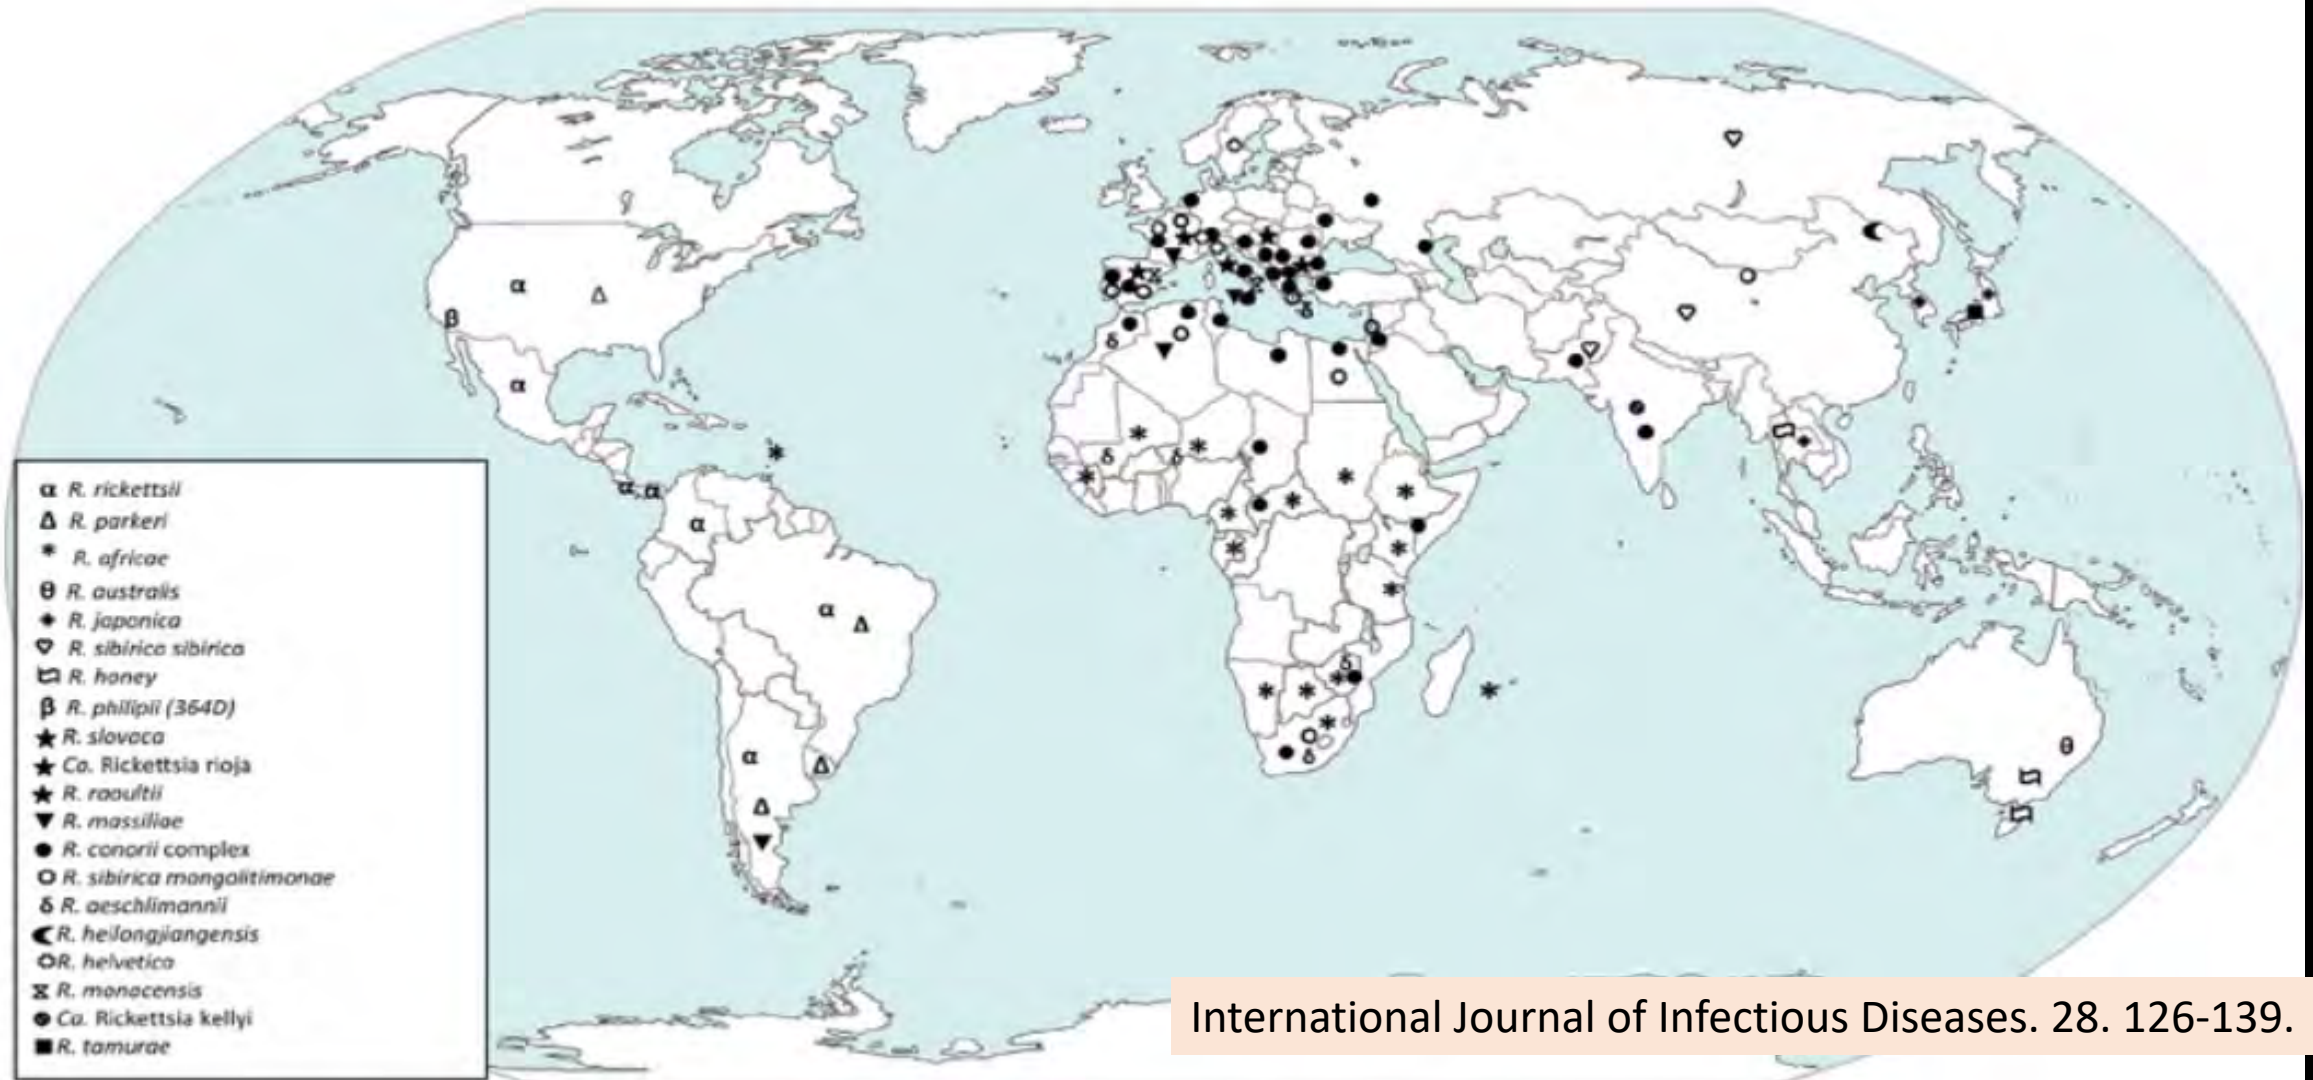 α R. rickettsii
Δ R. parkeri
* R. africae
θ R. australis
R. japonica
R. sibirica sibirica
R. honey
β R. philipii (364D)
★ R. slovaca
★ Ca. Rickettsia rioja
★ R. raoultii
▼ R. massiliae
● R. conorii complex
R. sibirica mongolitimonae
δ R. aeschlimannii
R. heilongjiangensis
R. helvetica
R. monacensis
Ca. Rickettsia kellyi
■ R. tamurae
International Journal of Infectious Diseases. 28. 126-139.